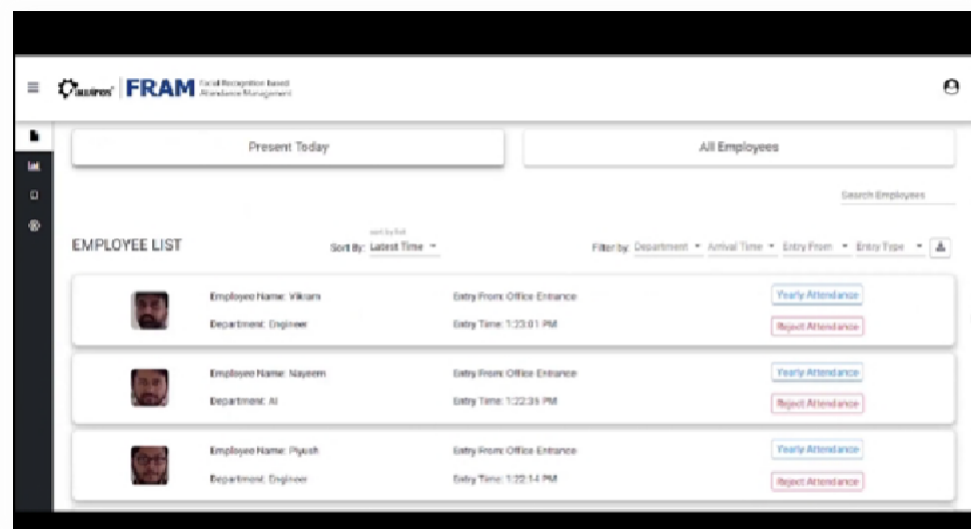 FRAM Facial Recognition based
Attendance Management
Present Today
All Employees
Search Employees
EMPLOYEE LIST
sort by list
Sort By: Latest Time
Filter by: Department Arrival Time Entry From Entry Type
Employee Name: Vikram Entry From: Office Entrance Yearly Attendance
Department: Engineer Entry Time: 1:23:01 PM Reject Attendance
Employee Name: Nayeem Entry From: Office Entrance Yearly Attendance
Department: AI Entry Time: 1:22:35 PM Reject Attendance
Employee Name: Piyush Entry From: Office Entrance Yearly Attendance
Department: Engineer Entry Time: 1:22:14 PM Reject Attendance